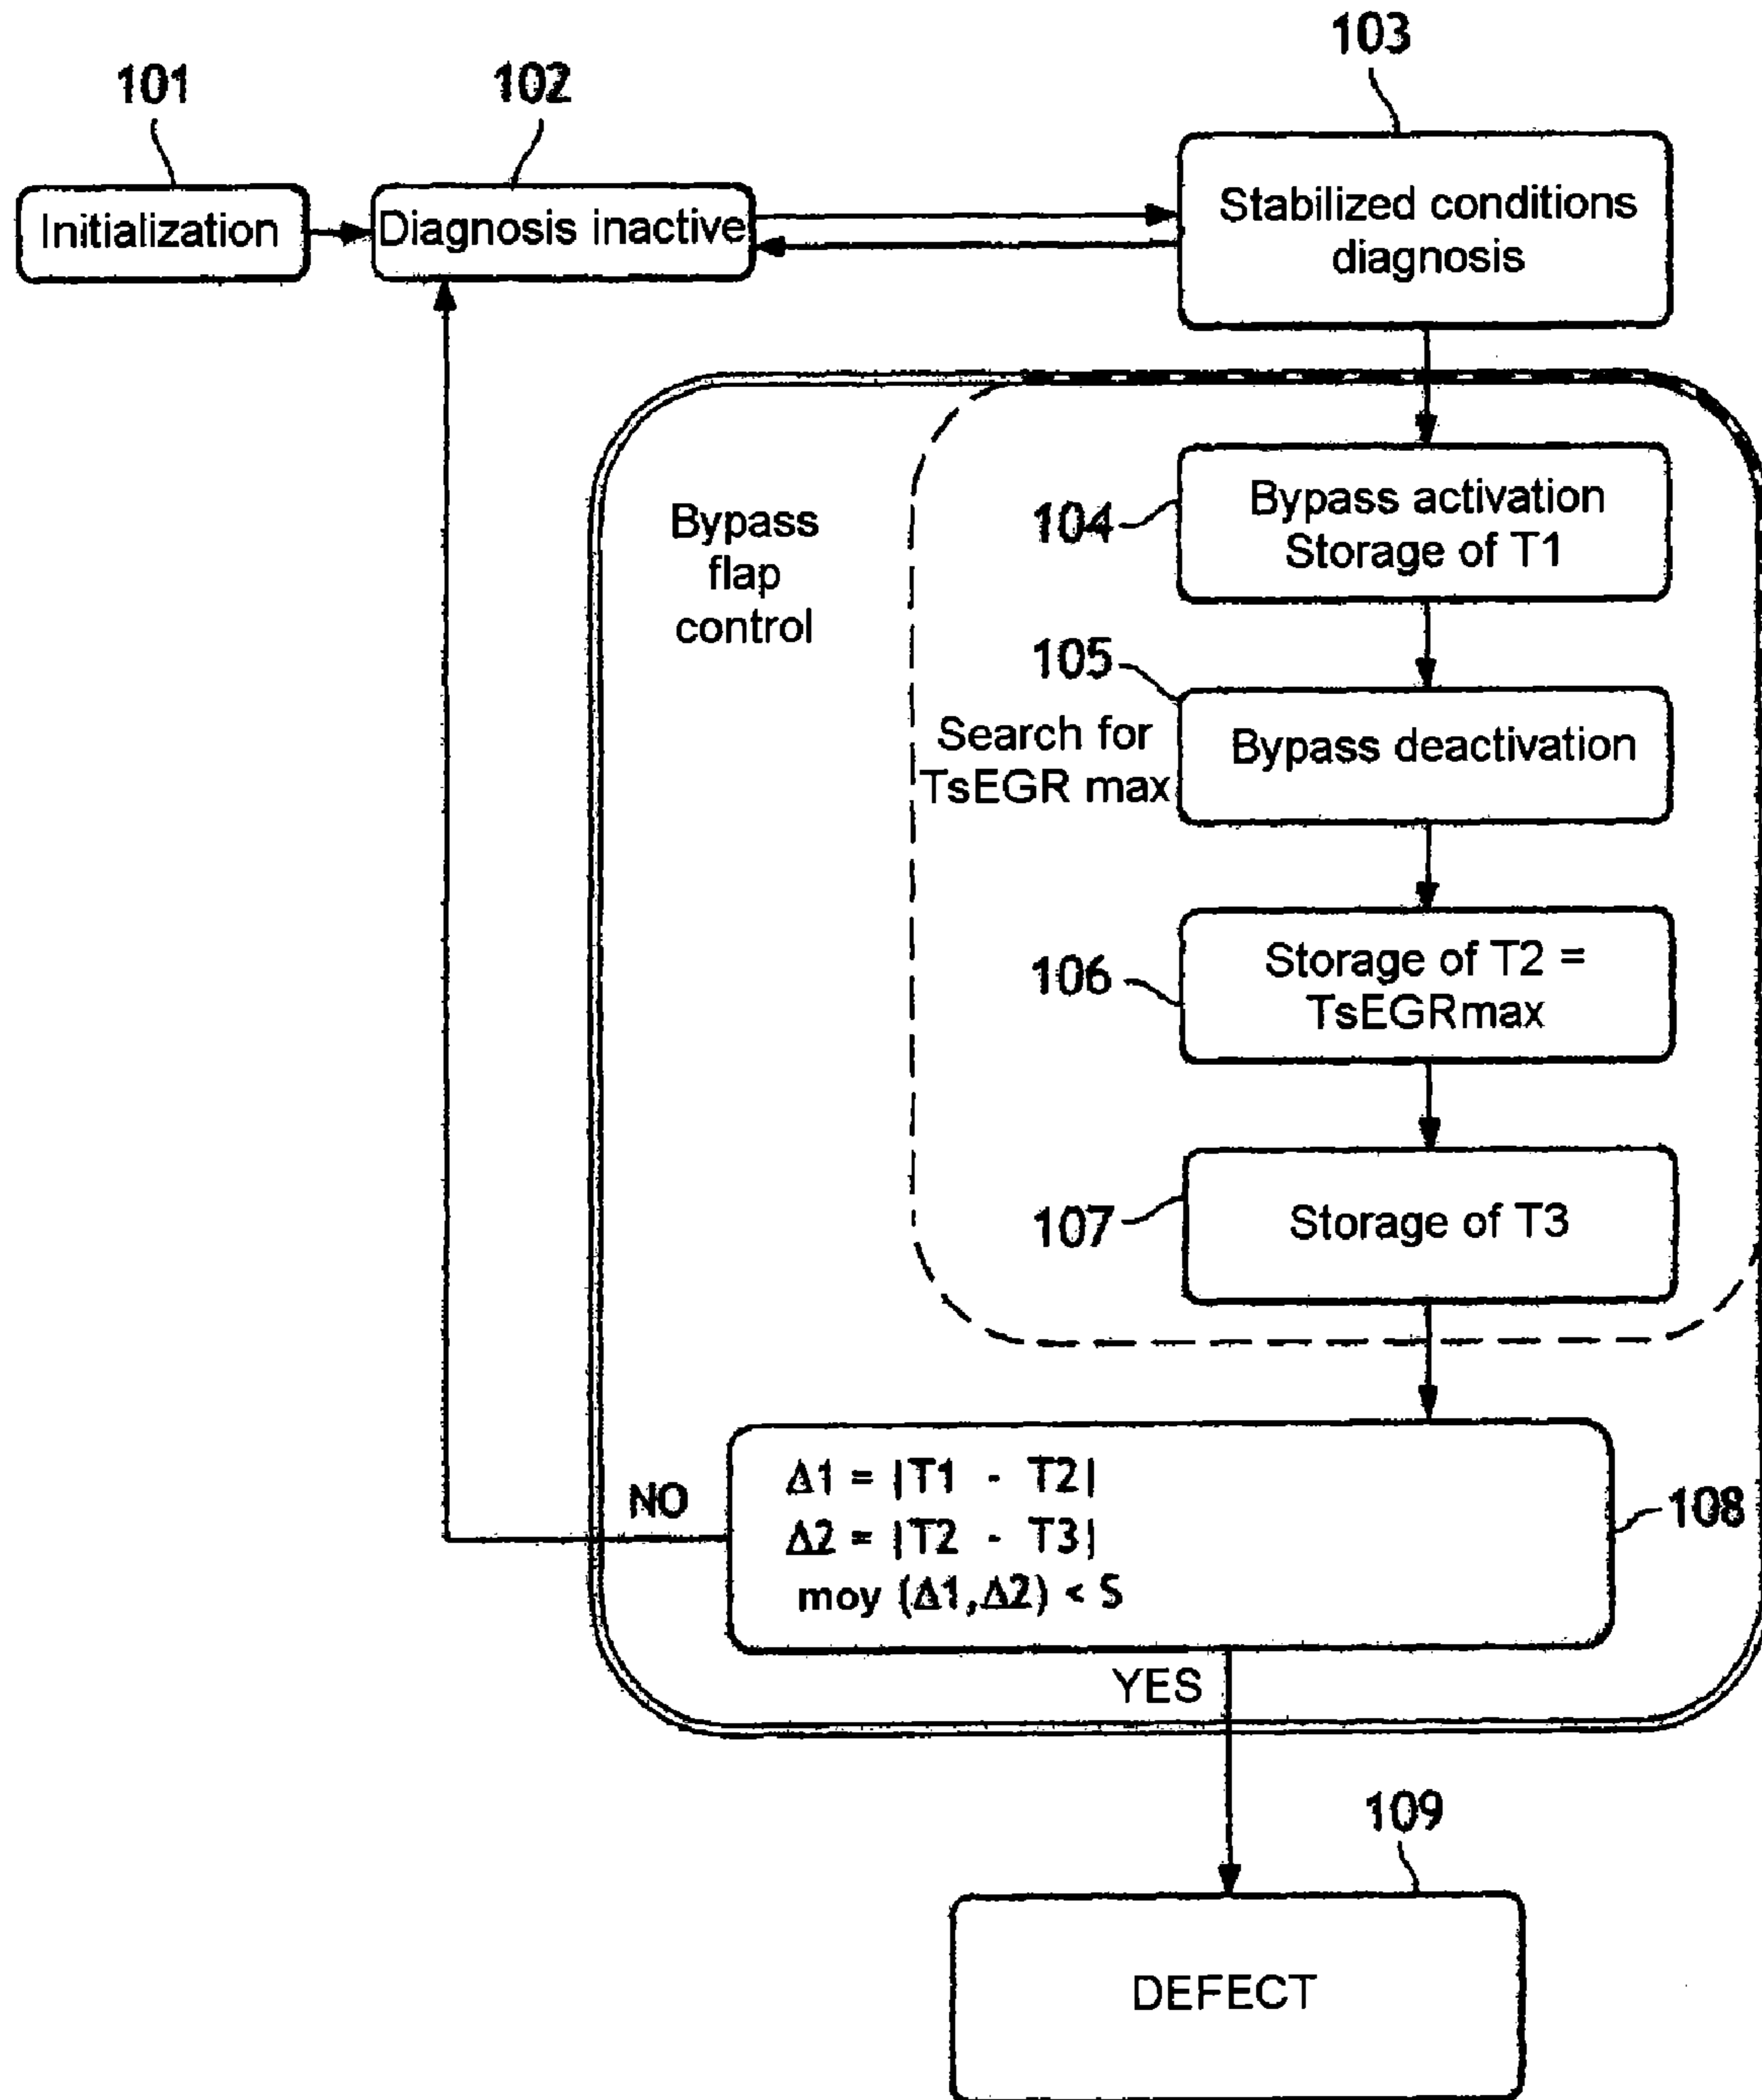 103
101
102
Initialization
Diagnosis inactive
Stabilized conditions
diagnosis
Bypass
flap
control
104
Bypass activation
Storage of T1
105
Search for
TsEGR max
Bypass deactivation
106
Storage of T2 =
TsEGRmax
107
Storage of T3
NO
Δ1 = |T1 - T2|
Δ2 = |T2 - T3|
moy (Δ1,Δ2) < S
108
YES
109
DEFECT